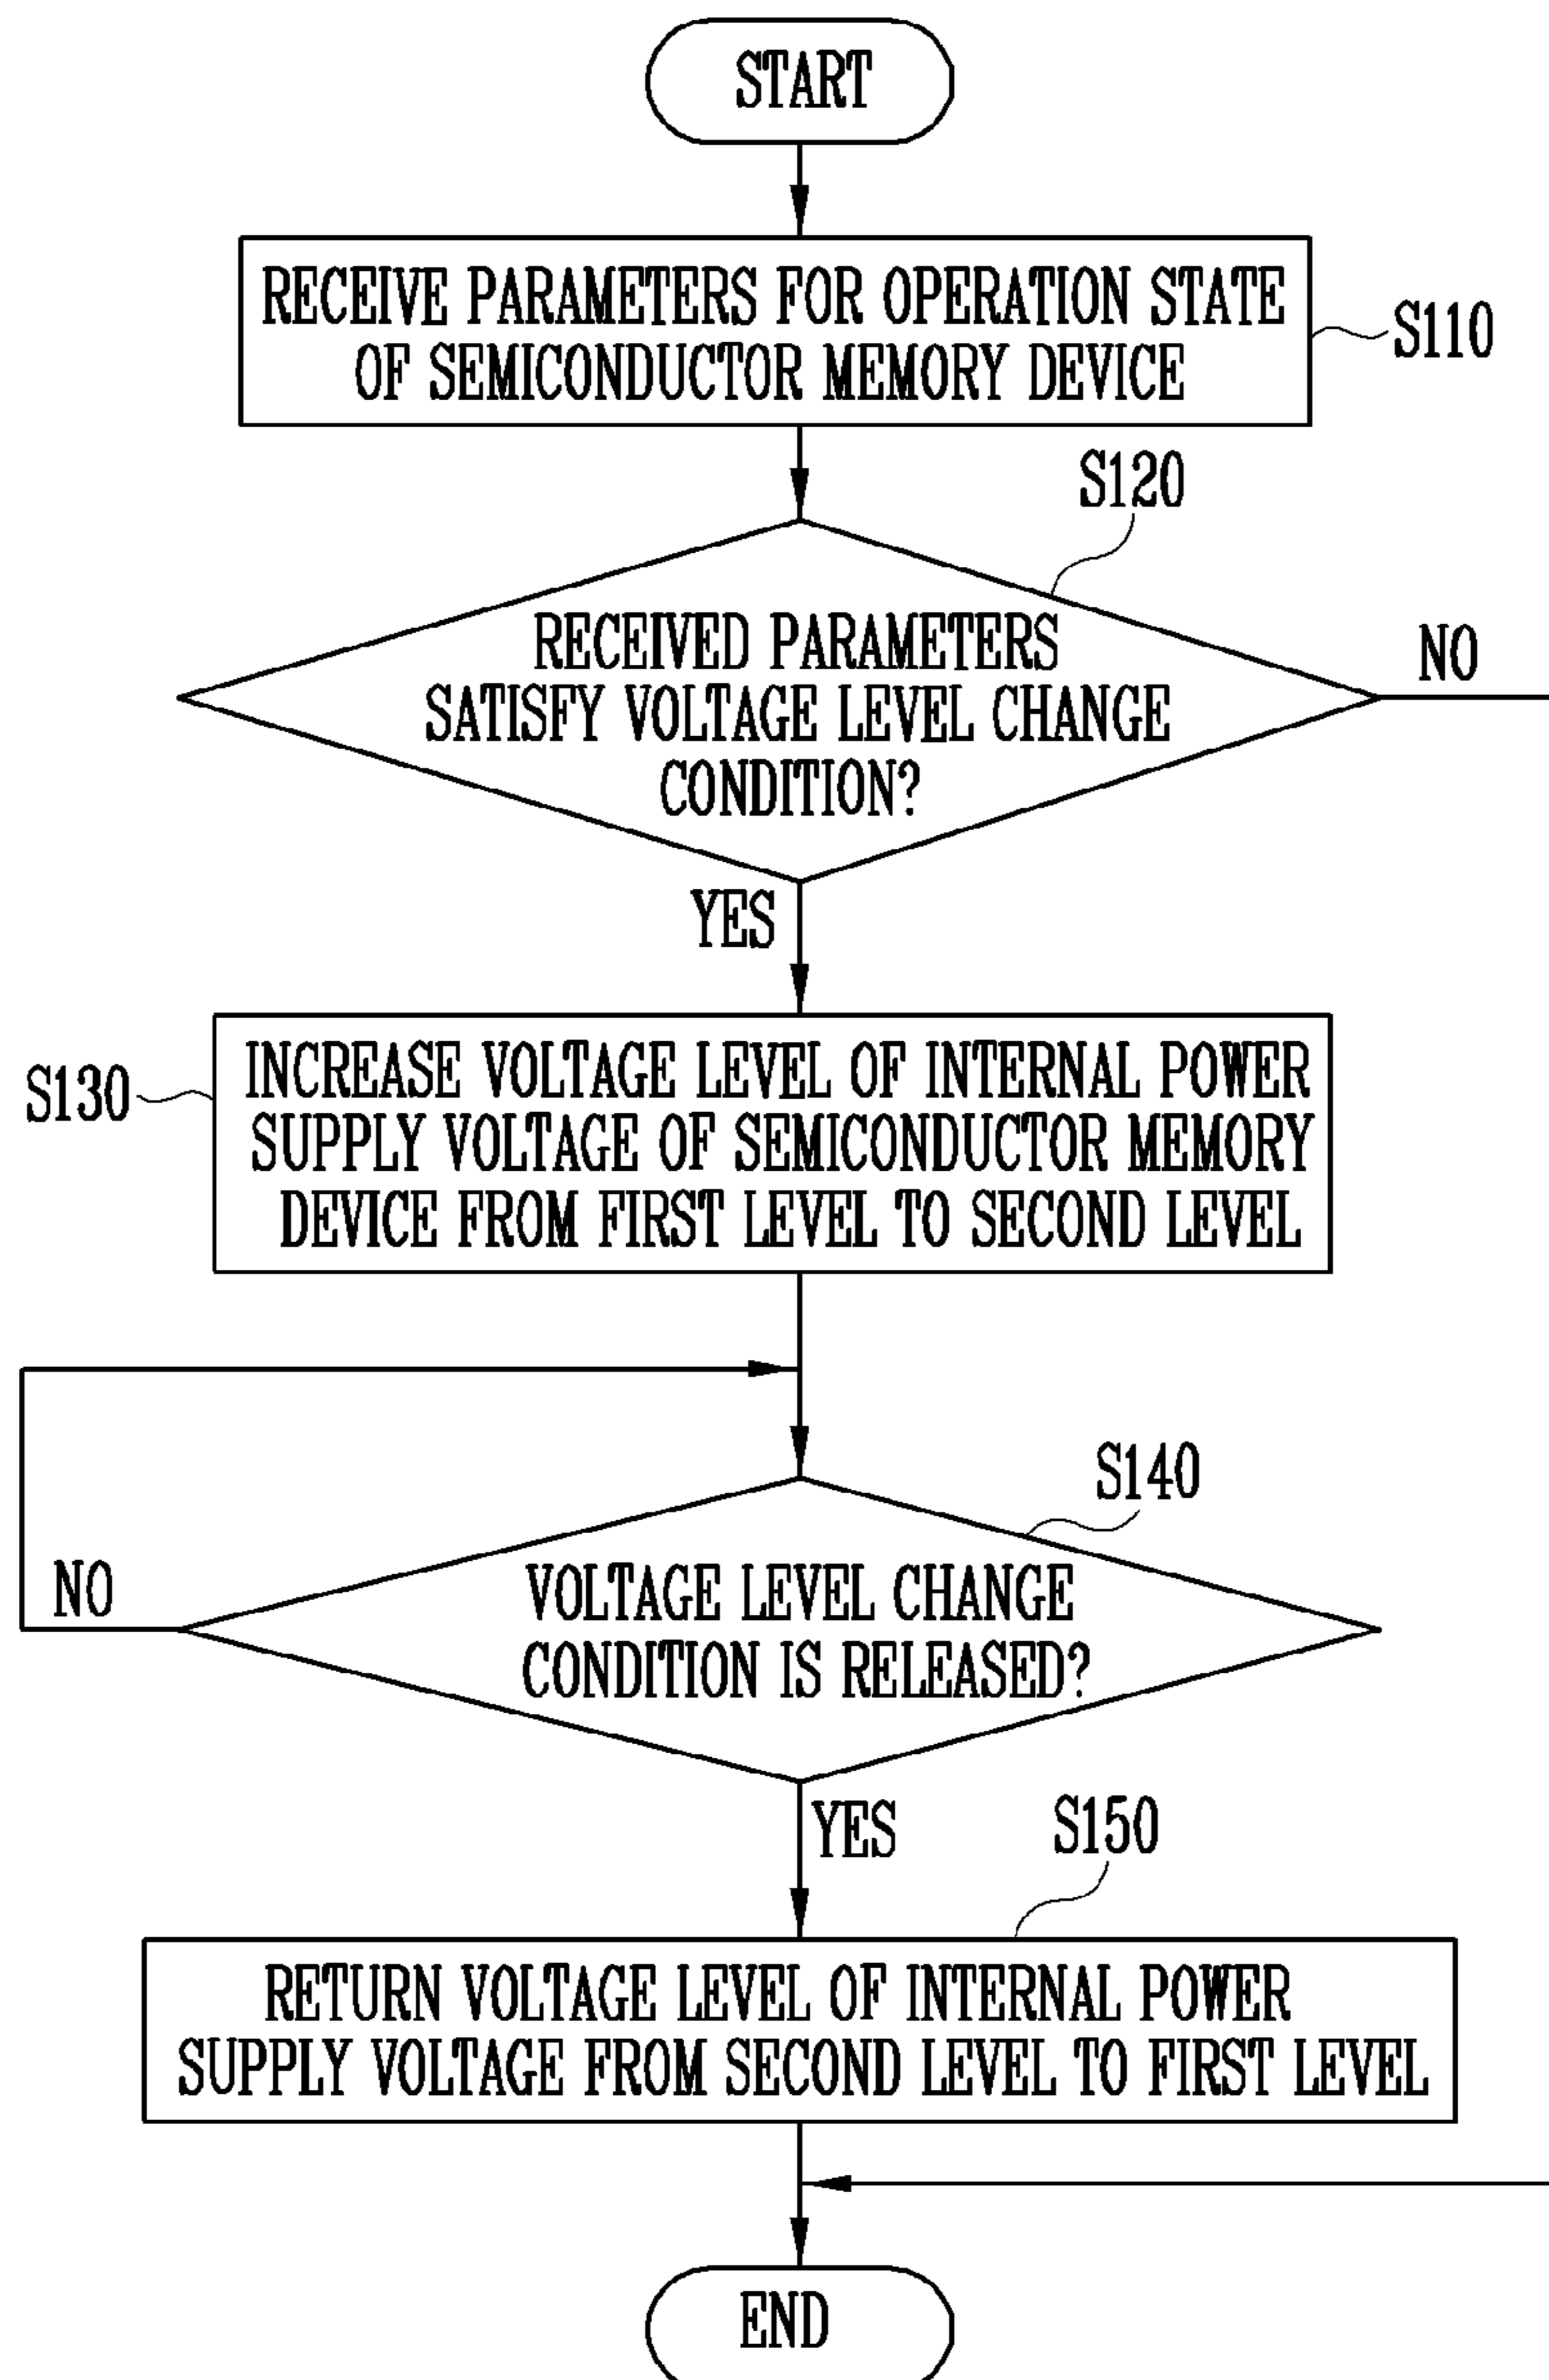 START
RECEIVE PARAMETERS FOR OPERATION STATE
OF SEMICONDUCTOR MEMORY DEVICE
S110
S120
RECEIVED PARAMETERS
SATISFY VOLTAGE LEVEL CHANGE
CONDITION?
NO
YES
S130
INCREASE VOLTAGE LEVEL OF INTERNAL POWER
SUPPLY VOLTAGE OF SEMICONDUCTOR MEMORY
DEVICE FROM FIRST LEVEL TO SECOND LEVEL
S140
NO
VOLTAGE LEVEL CHANGE
CONDITION IS RELEASED?
YES
S150
RETURN VOLTAGE LEVEL OF INTERNAL POWER
SUPPLY VOLTAGE FROM SECOND LEVEL TO FIRST LEVEL
END